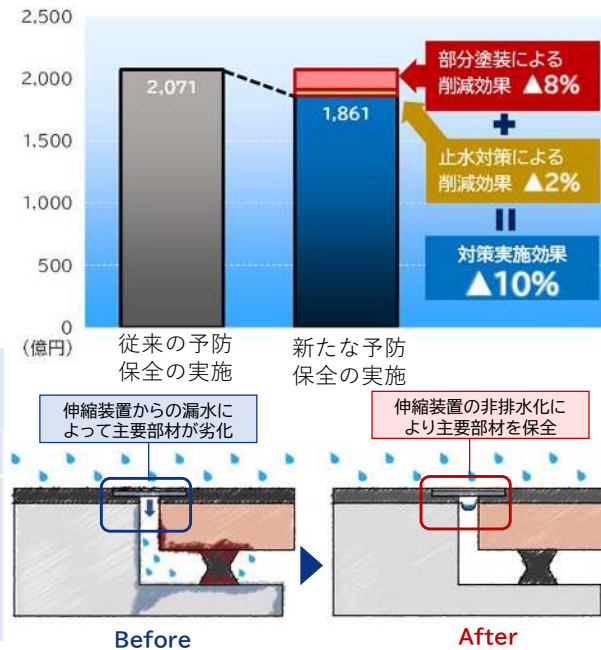 2,500
2,000
1,500
1,000
500
0
(億円)
2,071
1,861
部分塗装による
削減効果 ▲8%
+
止水対策による
削減効果 ▲2%
=
対策実施効果
▲10%
従来の予防
保全の実施
新たな予防
保全の実施
伸縮装置からの漏水に
よって主要部材が劣化
伸縮装置の非排水化に
より主要部材を保全
Before
After